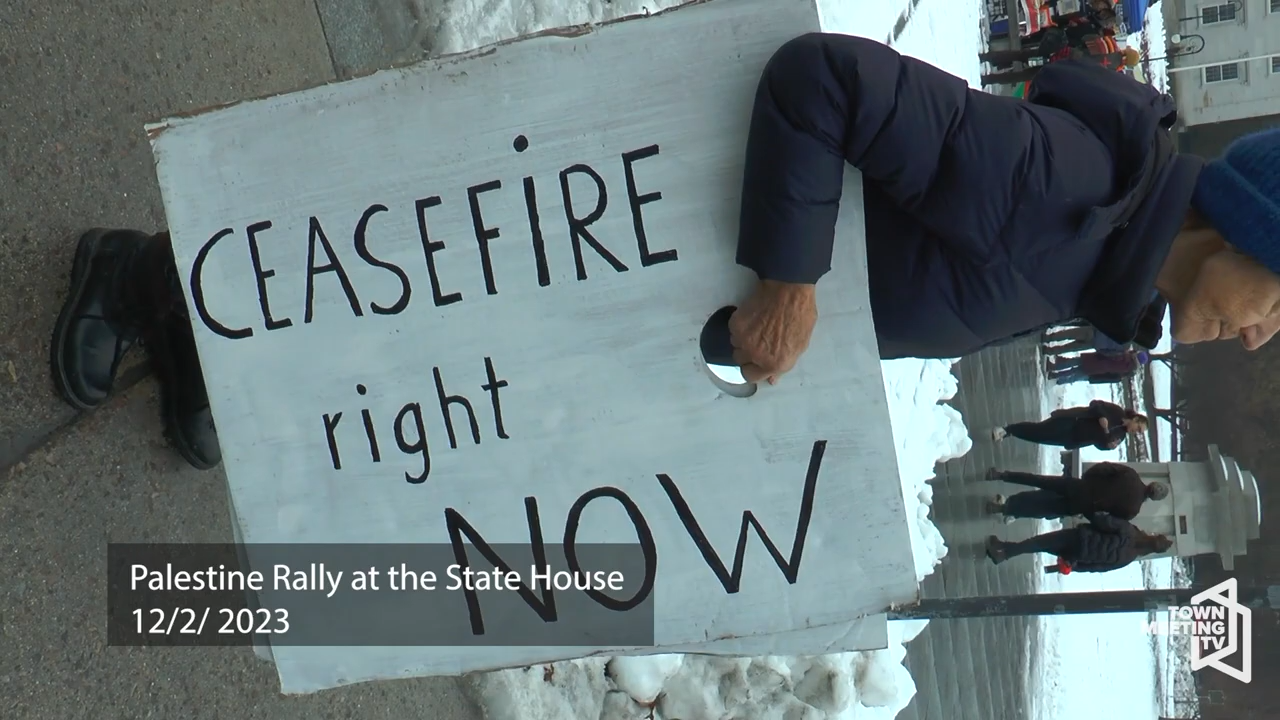 CEASEFiRE
right
NOW
Palestine Rally at the State House
12/2/ 2023
TOWN
MEETING
TV